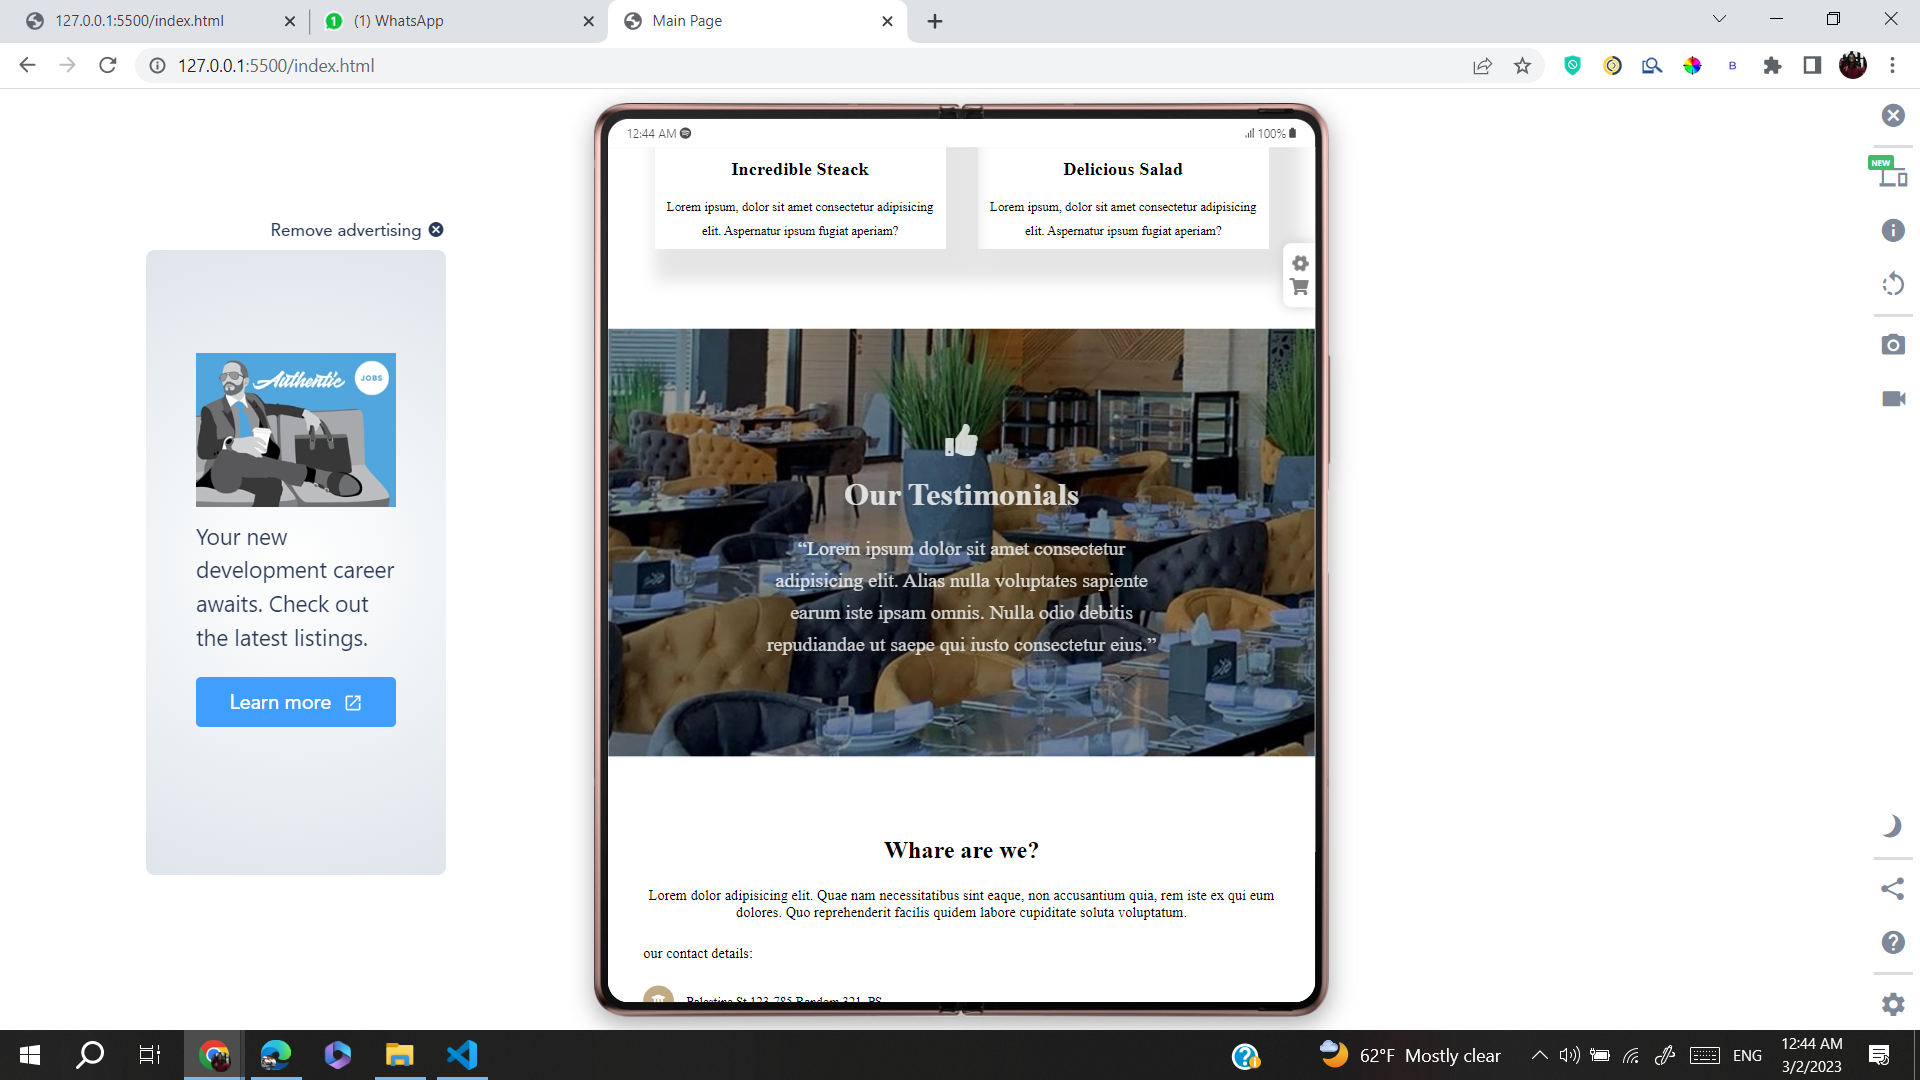 127.0.0.1:5500/index.html
(1) WhatsApp
Main Page
127.0.0.1:5500/index.html
Remove advertising
Authentic
JOBS
Your new
development career
awaits. Check out
the latest listings.
Learn more
12:44 AM
100%
Incredible Steack
Lorem ipsum, dolor sit amet consectetur adipisicing
elit. Aspernatur ipsum fugiat aperiam?
Delicious Salad
Lorem ipsum, dolor sit amet consectetur adipisicing
elit. Aspernatur ipsum fugiat aperiam?
Our Testimonials
“Lorem ipsum dolor sit amet consectetur
adipisicing elit. Alias nulla voluptates sapiente
earum iste ipsam omnis. Nulla odio debitis
repudiandae ut saepe qui iusto consectetur eius.”
Whare are we?
Lorem dolor adipisicing elit. Quae nam necessitatibus sint eaque, non accusantium quia, rem iste ex qui eum
dolores. Quo reprehenderit facilis quidem labore cupiditate soluta voluptatum.
our contact details:
Palestine St.123-785 Random 321, PS
NEW
62°F Mostly clear
ENG
12:44 AM
3/2/2023